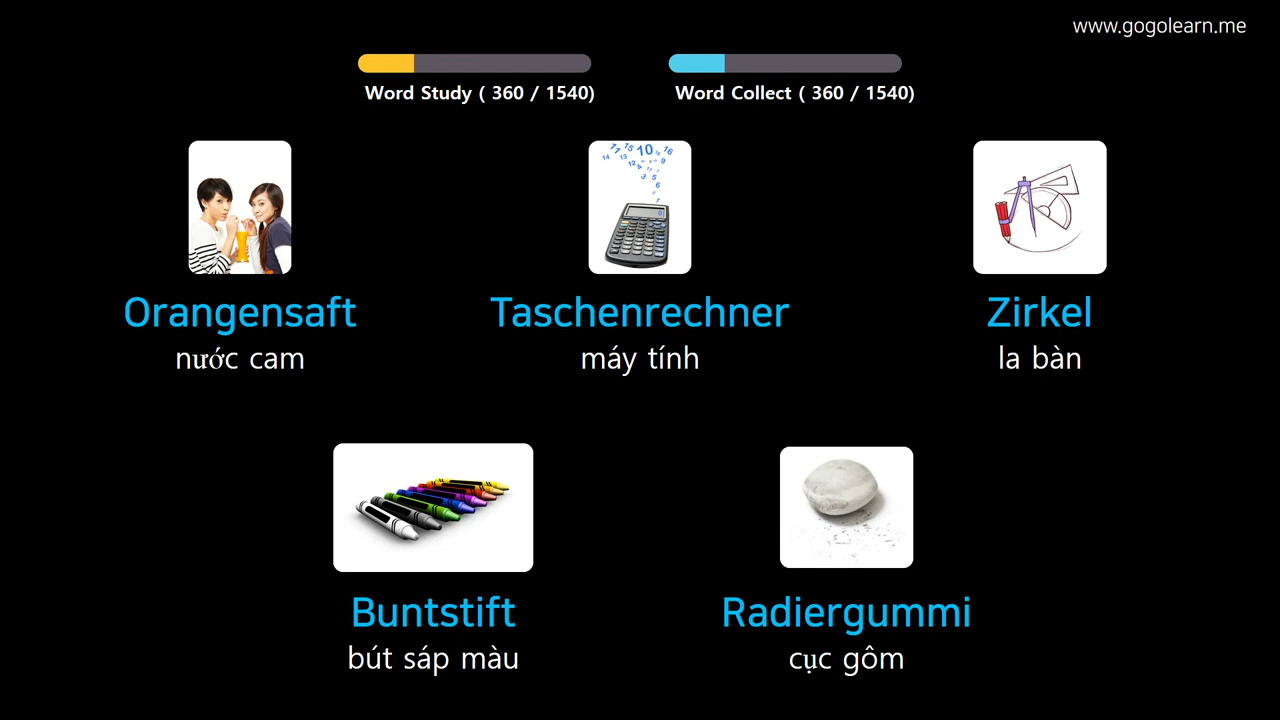 www.gogolearn.me
Word Study ( 360 / 1540)
Word Collect ( 360 / 1540)
Orangensaft
nước cam
Taschenrechner
máy tính
Zirkel
la bàn
Buntstift
bút sáp màu
Radiergummi
cục gôm